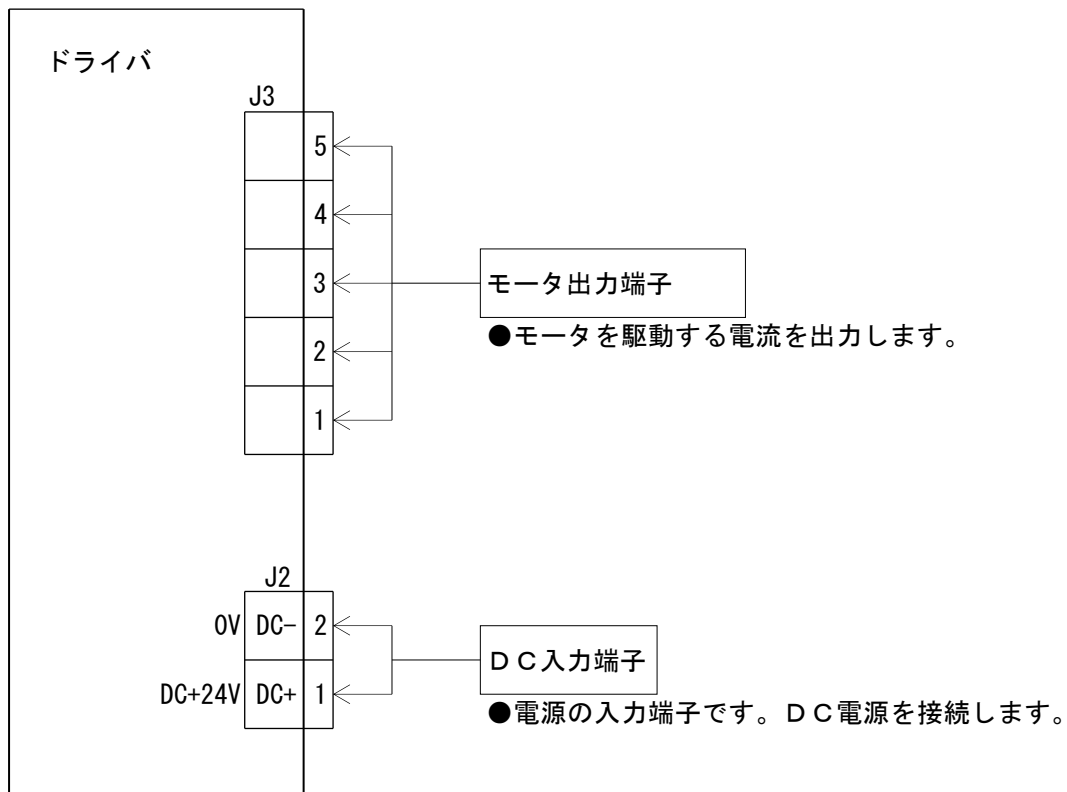 ドライバ
J3
5
4
3
2
1
モータ出力端子
●モータを駆動する電流を出力します。
J2
0V DC- 2
DC+24V DC+ 1
ＤＣ入力端子
●電源の入力端子です。ＤＣ電源を接続します。